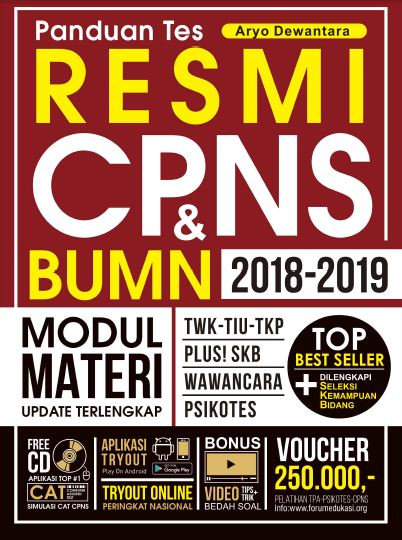 Panduan Tes
Aryo Dewantara
RESMI
CPNS
&
BUMN
2018-2019
MODUL
MATERI
UPDATE TERLENGKAP
TWK-TIU-TKP
PLUS! SKB
WAWANCARA
PSIKOTES
TOP
BEST SELLER
+
DILENGKAPI
SELEKSI
KEMAMPUAN
BIDANG
FREE
CD
APLIKASI TOP #1
CAT
COMPUTER
ASSISTED
TEST
SIMULASI CAT CPNS
APLIKASI
TRYOUT
Play On Android
Google Play
TRYOUT ONLINE
PERINGKAT NASIONAL
BONUS
VIDEO TIPS+
TRIK
BEDAH SOAL
VOUCHER
250.000,-
PELATIHAN TPA-PSIKOTES-CPNS
Info:www.forumedukasi.org